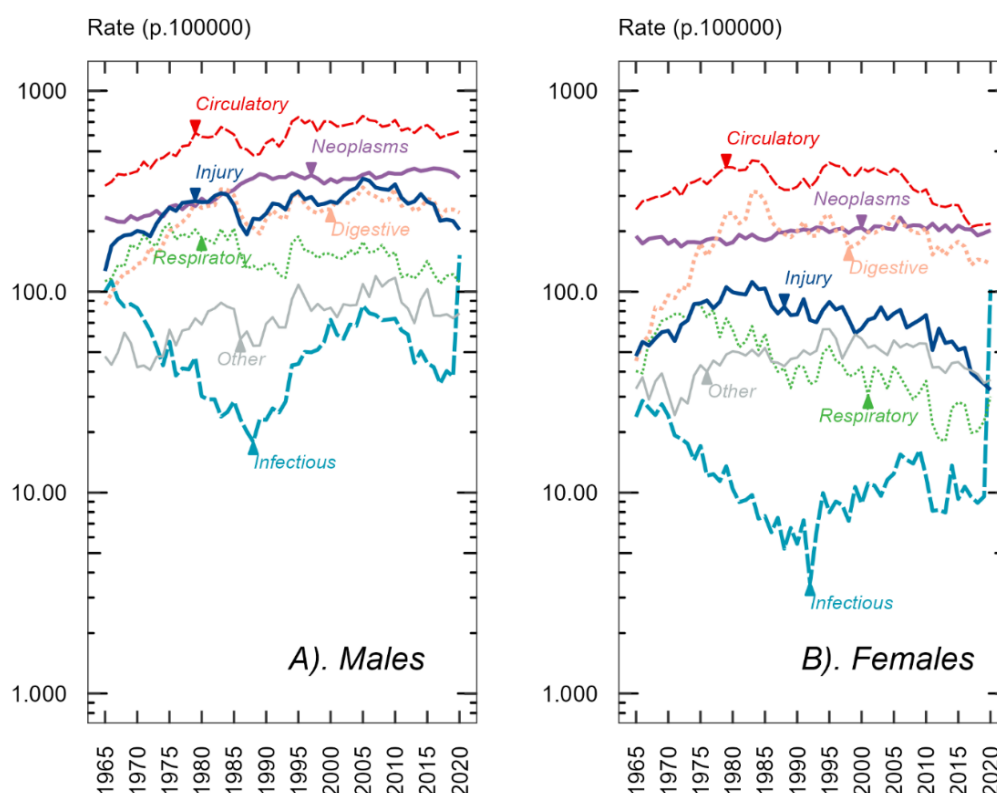 Rate (p.100000)
1000
100.0
10.00
1.000
Circulatory
Neoplasms
Injury
Digestive
Respiratory
Other
Infectious
A). Males
1965
1970
1975
1980
1985
1990
1995
2000
2005
2010
2015
2020
Rate (p.100000)
1000
100.0
10.00
1.000
Circulatory
Neoplasms
Digestive
Injury
Other
Respiratory
Infectious
B). Females
1965
1970
1975
1980
1985
1990
1995
2000
2005
2010
2015
2020